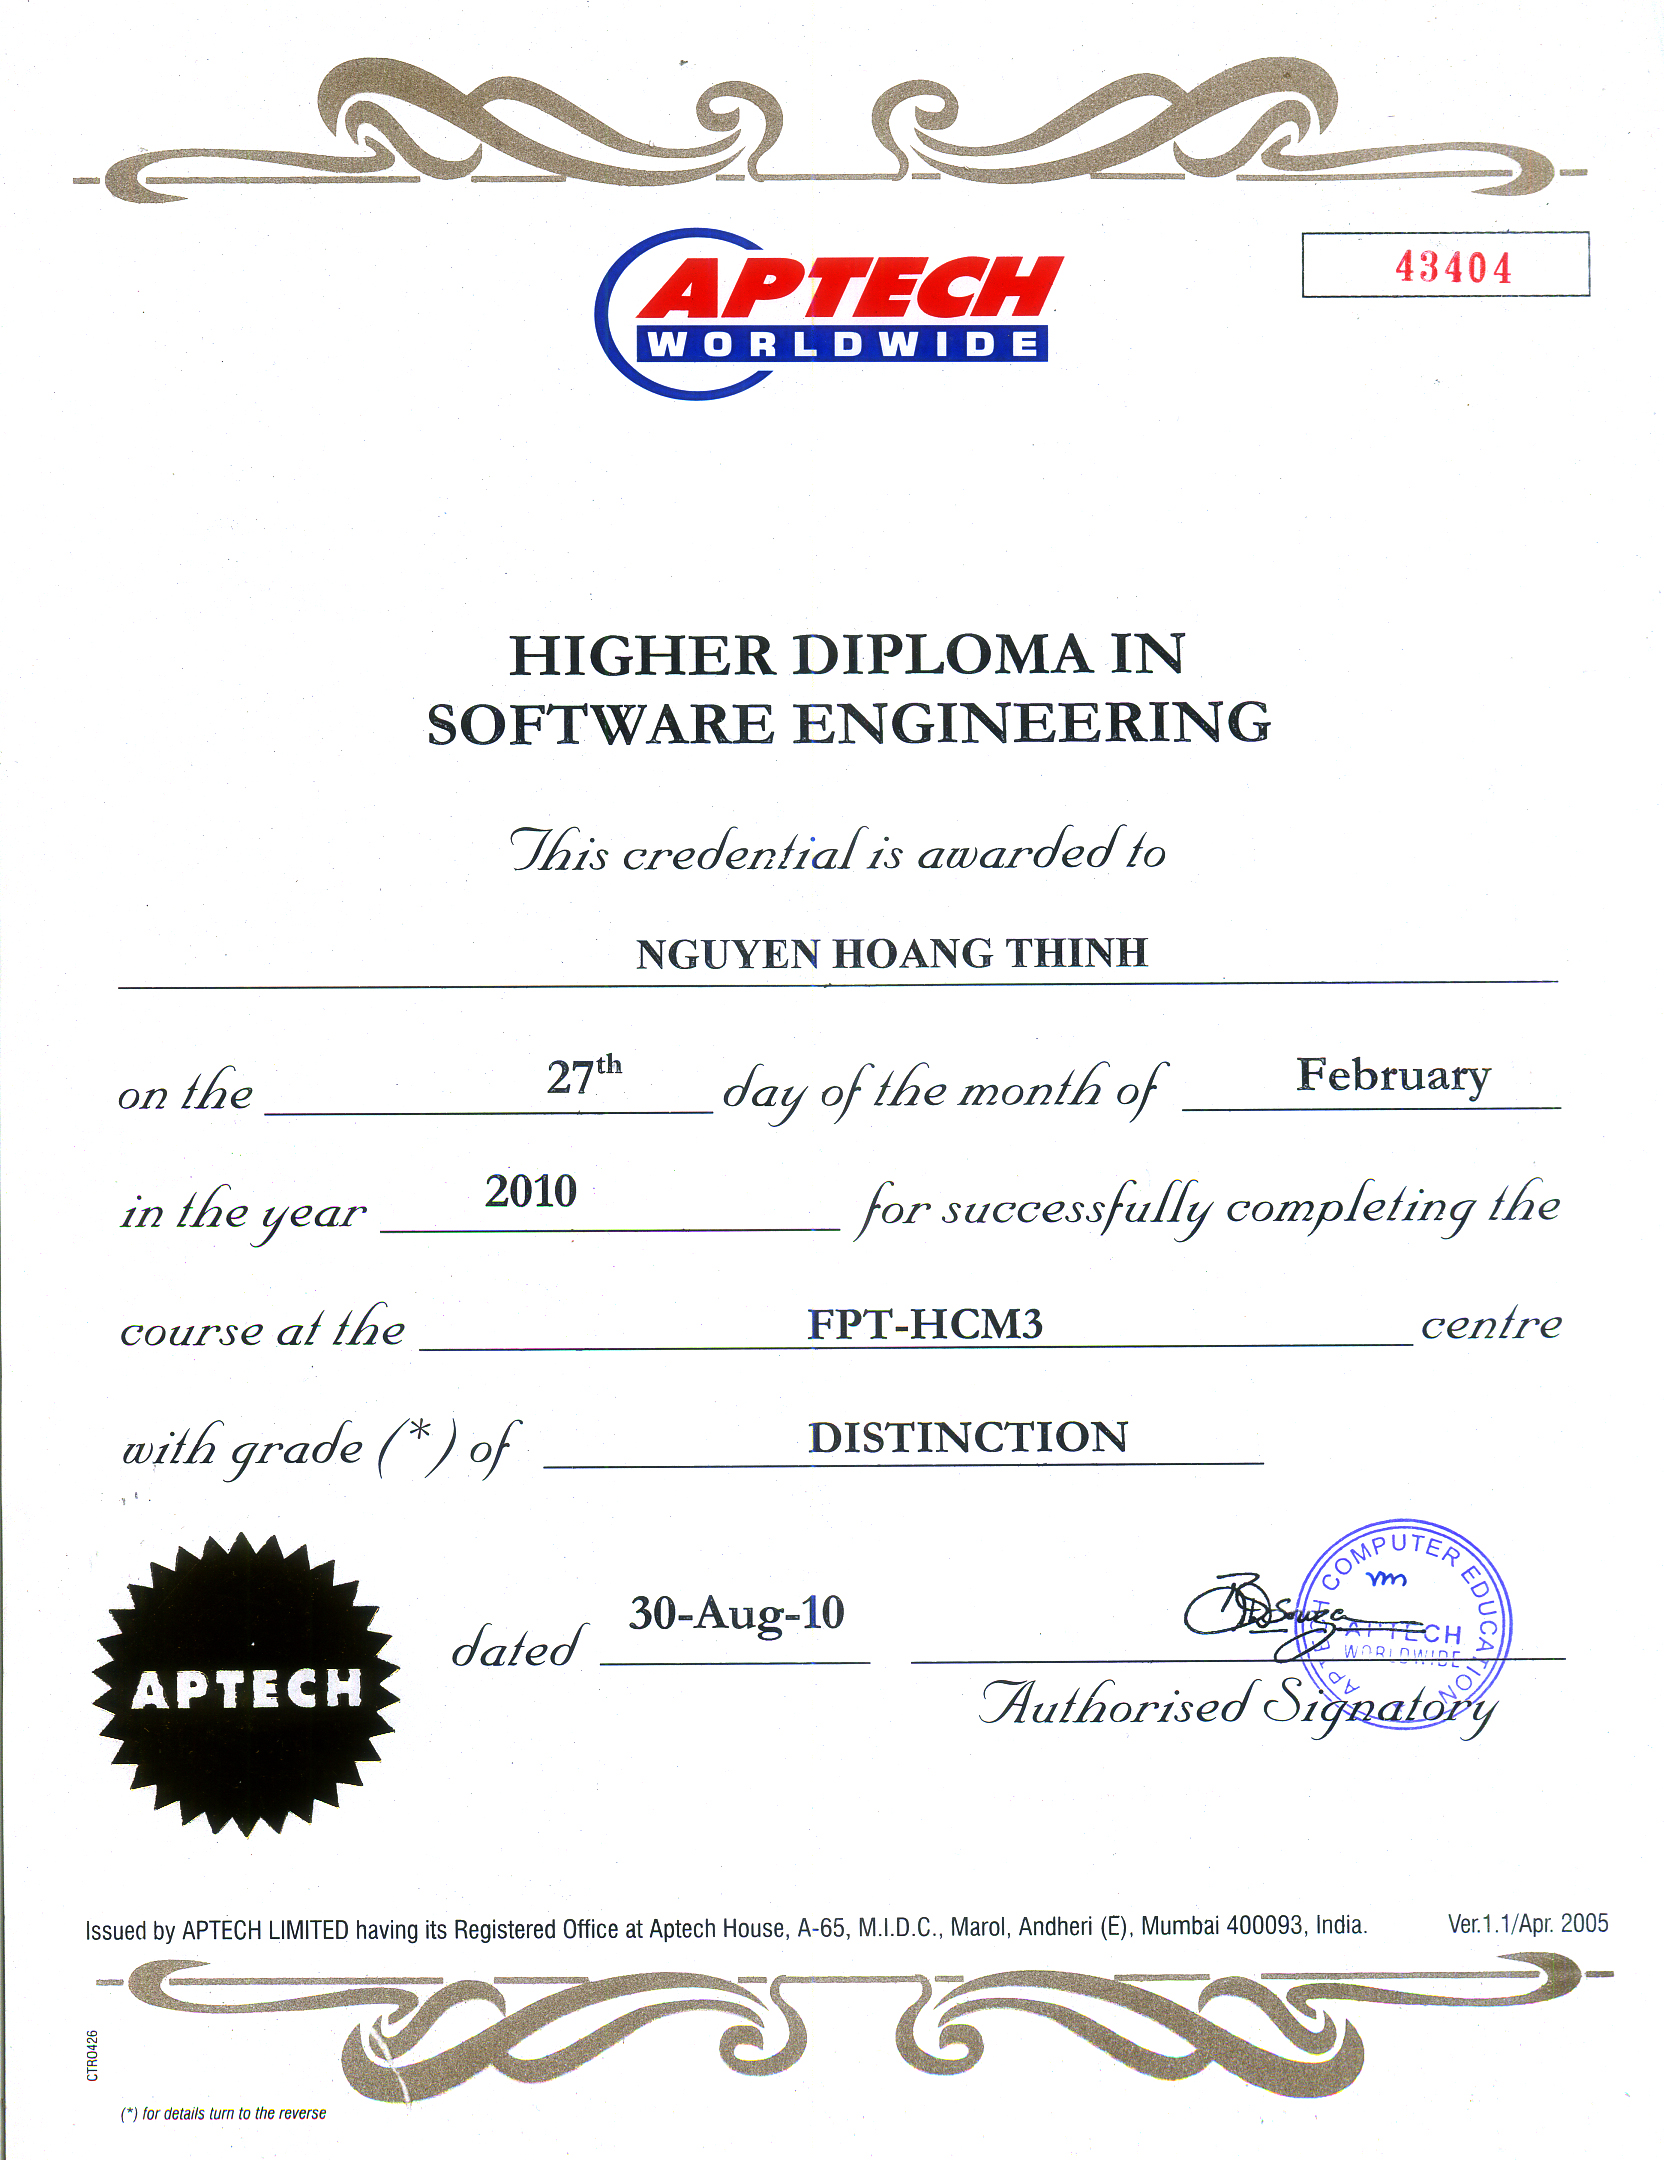 APTECH
WORLDWIDE
43404
HIGHER DIPLOMA IN
SOFTWARE ENGINEERING
This credential is awarded to
NGUYEN HOANG THINH
on the 27th day of the month of February
in the year 2010 for successfully completing the
course at the FPT-HCM3 centre
with grade (*) of DISTINCTION
APTECH
dated 30-Aug-10
APTECH COMPUTER EDUCATION
APTECH
WORLDWIDE
Authorised Signatory
Issued by APTECH LIMITED having its Registered Office at Aptech House, A-65, M.I.D.C., Marol, Andheri (E), Mumbai 400093, India. Ver.1.1/Apr. 2005
CTR0426
(*) for details turn to the reverse